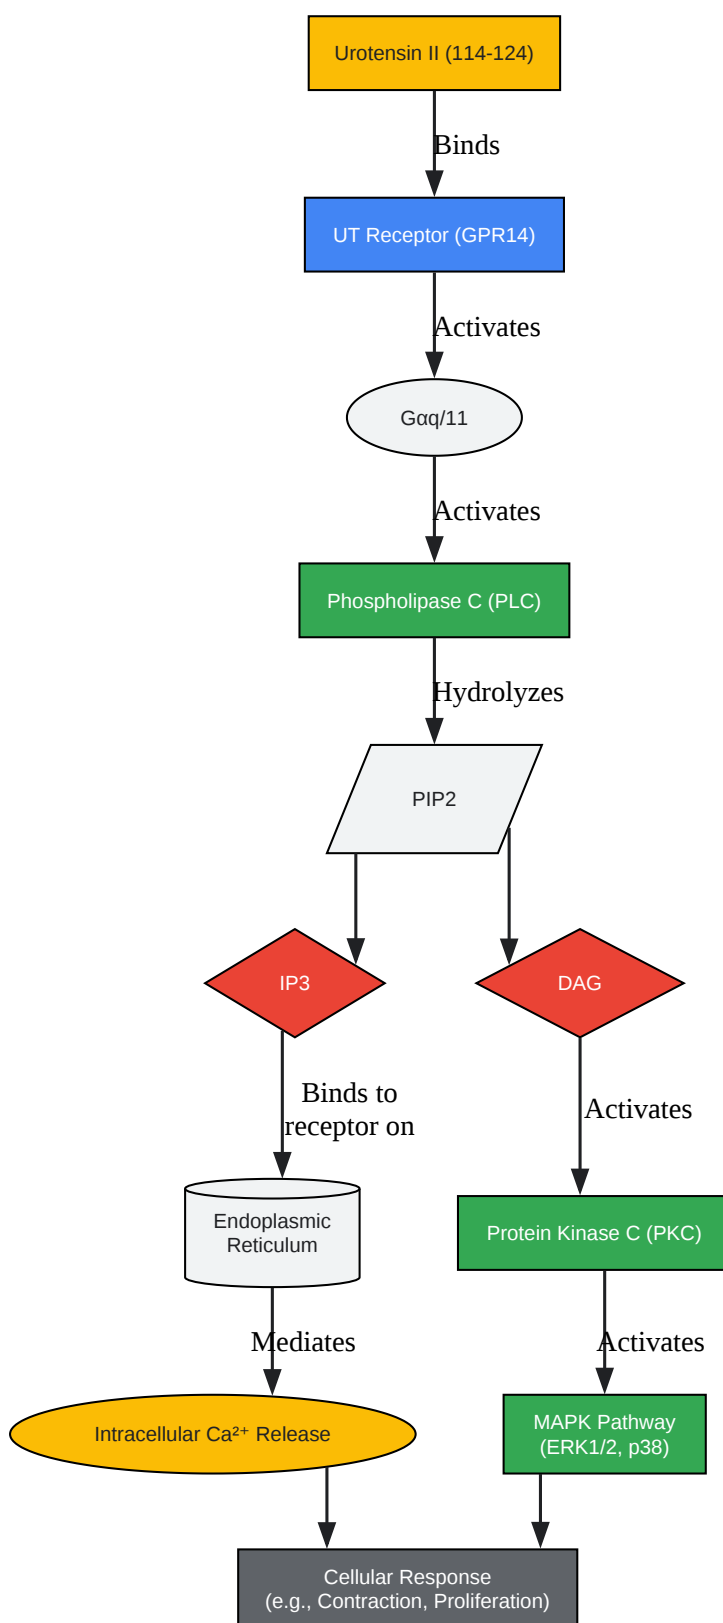 Urotensin II (114-124)
Binds
UT Receptor (GPR14)
Activates
Gαq/11
Activates
Phospholipase C (PLC)
Hydrolyzes
PIP2
IP3
DAG
Binds to
receptor on
Activates
Endoplasmic
Reticulum
Protein Kinase C (PKC)
Mediates
Activates
Intracellular Ca²⁺ Release
MAPK Pathway
(ERK1/2, p38)
Cellular Response
(e.g., Contraction, Proliferation)